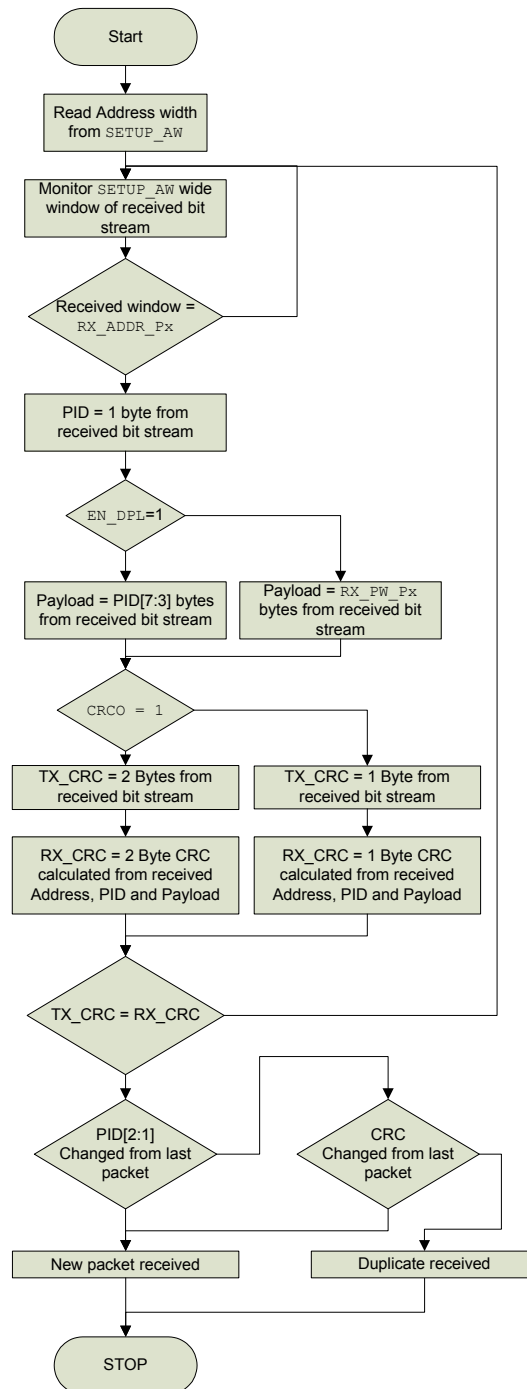 Start
Read Address width
from SETUP_AW
Monitor SETUP_AW wide
window of received bit
stream
Received window =
RX_ADDR_Px
PID = 1 byte from
received bit stream
EN_DPL=1
Payload = PID[7:3] bytes
from received bit stream
Payload = RX_PW_Px
bytes from received bit
stream
CRCO = 1
TX_CRC = 2 Bytes from
received bit stream
TX_CRC = 1 Byte from
received bit stream
RX_CRC = 2 Byte CRC
calculated from received
Address, PID and Payload
RX_CRC = 1 Byte CRC
calculated from received
Address, PID and Payload
TX_CRC = RX_CRC
PID[2:1]
Changed from last
packet
CRC
Changed from last
packet
New packet received
Duplicate received
STOP